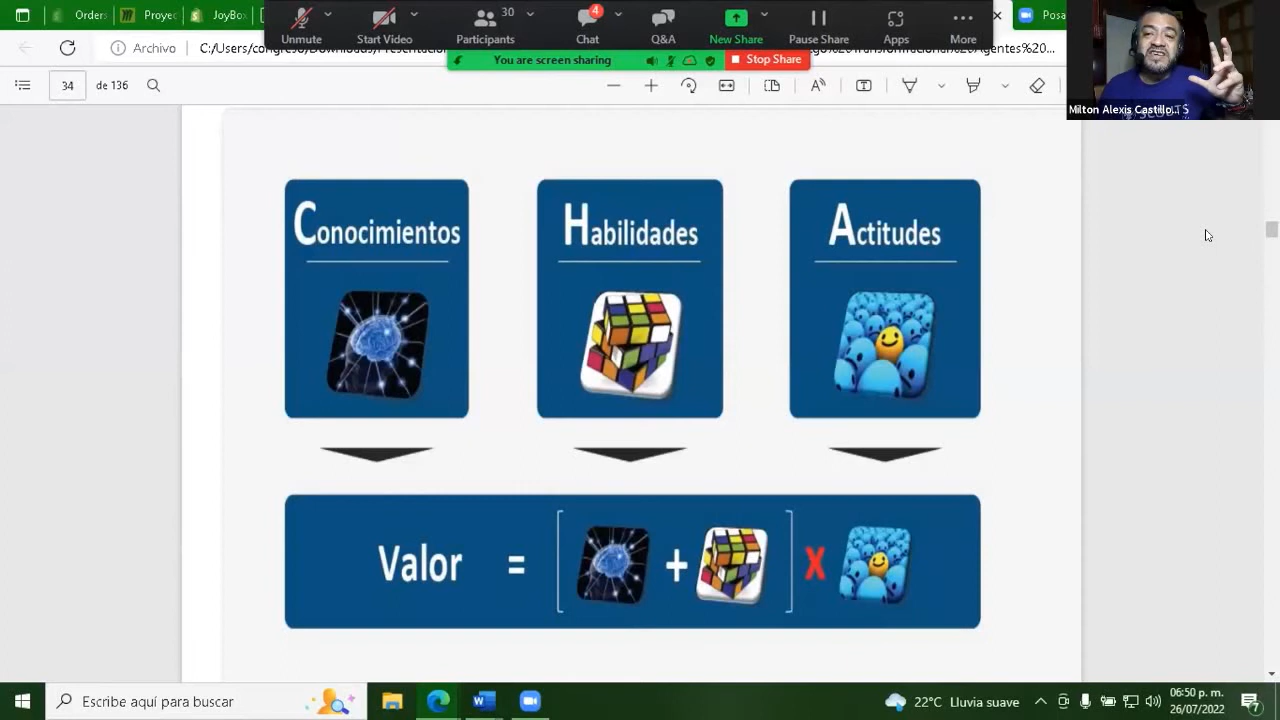 Orders
Proyec
JoyBox
Posa
Archivo
30
4
Unmute
Start Video
Participants
Chat
Q&A
New Share
Pause Share
Apps
More
You are screen sharing
Stop Share
34
de 136
Milton Alexis Castillo...
Conocimientos
Habilidades
Actitudes
Valor = [ + ] X
Escribe aquí para buscar
22°C Lluvia suave
06:50 p. m.
26/07/2022
7